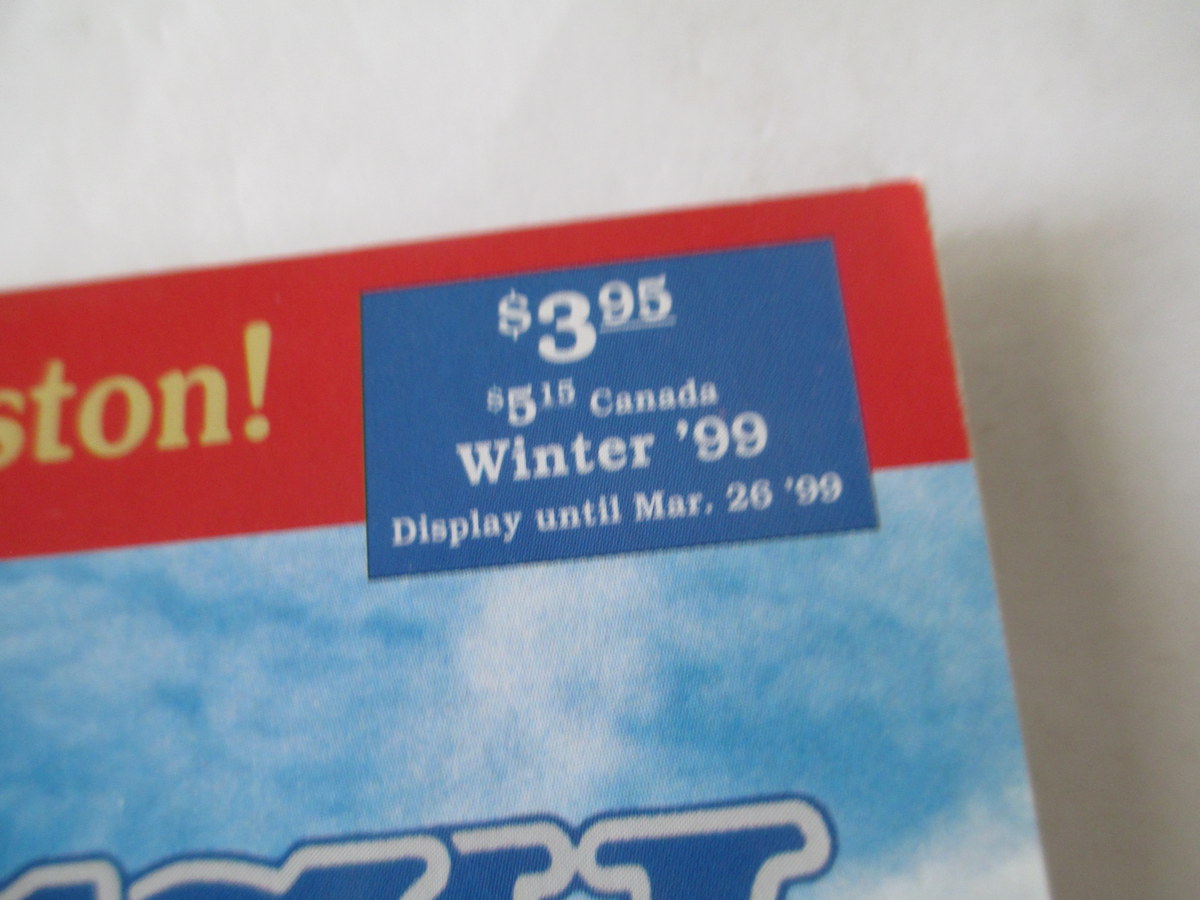 ston!
$3.95
$5.15 Canada
Winter '99
Display until Mar. 26 '99